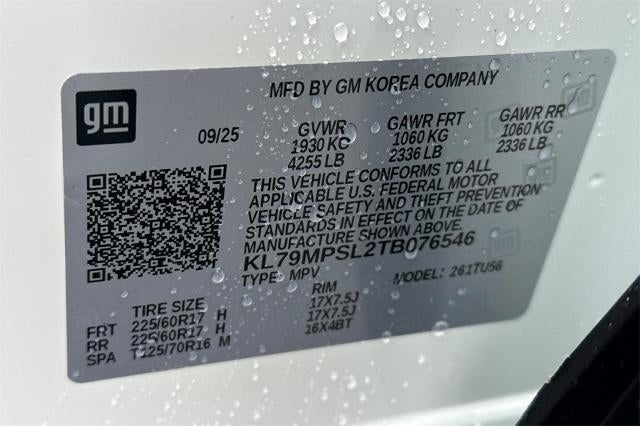 gm
MFD BY GM KOREA COMPANY
09/25 GVWR GAWR FRT GAWR RR
1930 KG 1060 KG 1060 KG
4255 LB 2336 LB 2336 LB
THIS VEHICLE CONFORMS TO ALL
APPLICABLE U.S. FEDERAL MOTOR
VEHICLE SAFETY AND THEFT PREVENTION
STANDARDS IN EFFECT ON THE DATE OF
MANUFACTURE SHOWN ABOVE.
KL79MPSL2TB076546
TYPE: MPV MODEL: 261TU56
TIRE SIZE RIM
FRT 225/60R17 H 17X7.5J
RR 225/60R17 H 17X7.5J
SPA T125/70R16 M 16X4BT